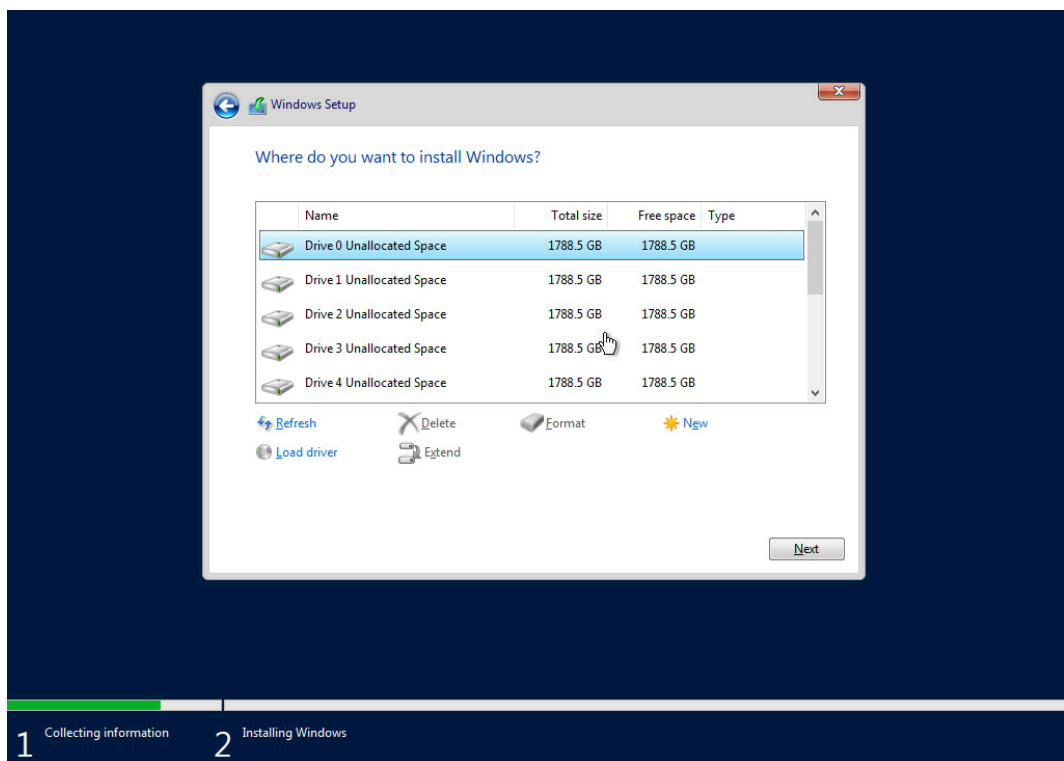 Windows Setup
Where do you want to install Windows?
Name Total size Free space Type
Drive 0 Unallocated Space 1788.5 GB 1788.5 GB
Drive 1 Unallocated Space 1788.5 GB 1788.5 GB
Drive 2 Unallocated Space 1788.5 GB 1788.5 GB
Drive 3 Unallocated Space 1788.5 GB 1788.5 GB
Drive 4 Unallocated Space 1788.5 GB 1788.5 GB
Refresh Delete Format New
Load driver Extend
Next
1 Collecting information 2 Installing Windows